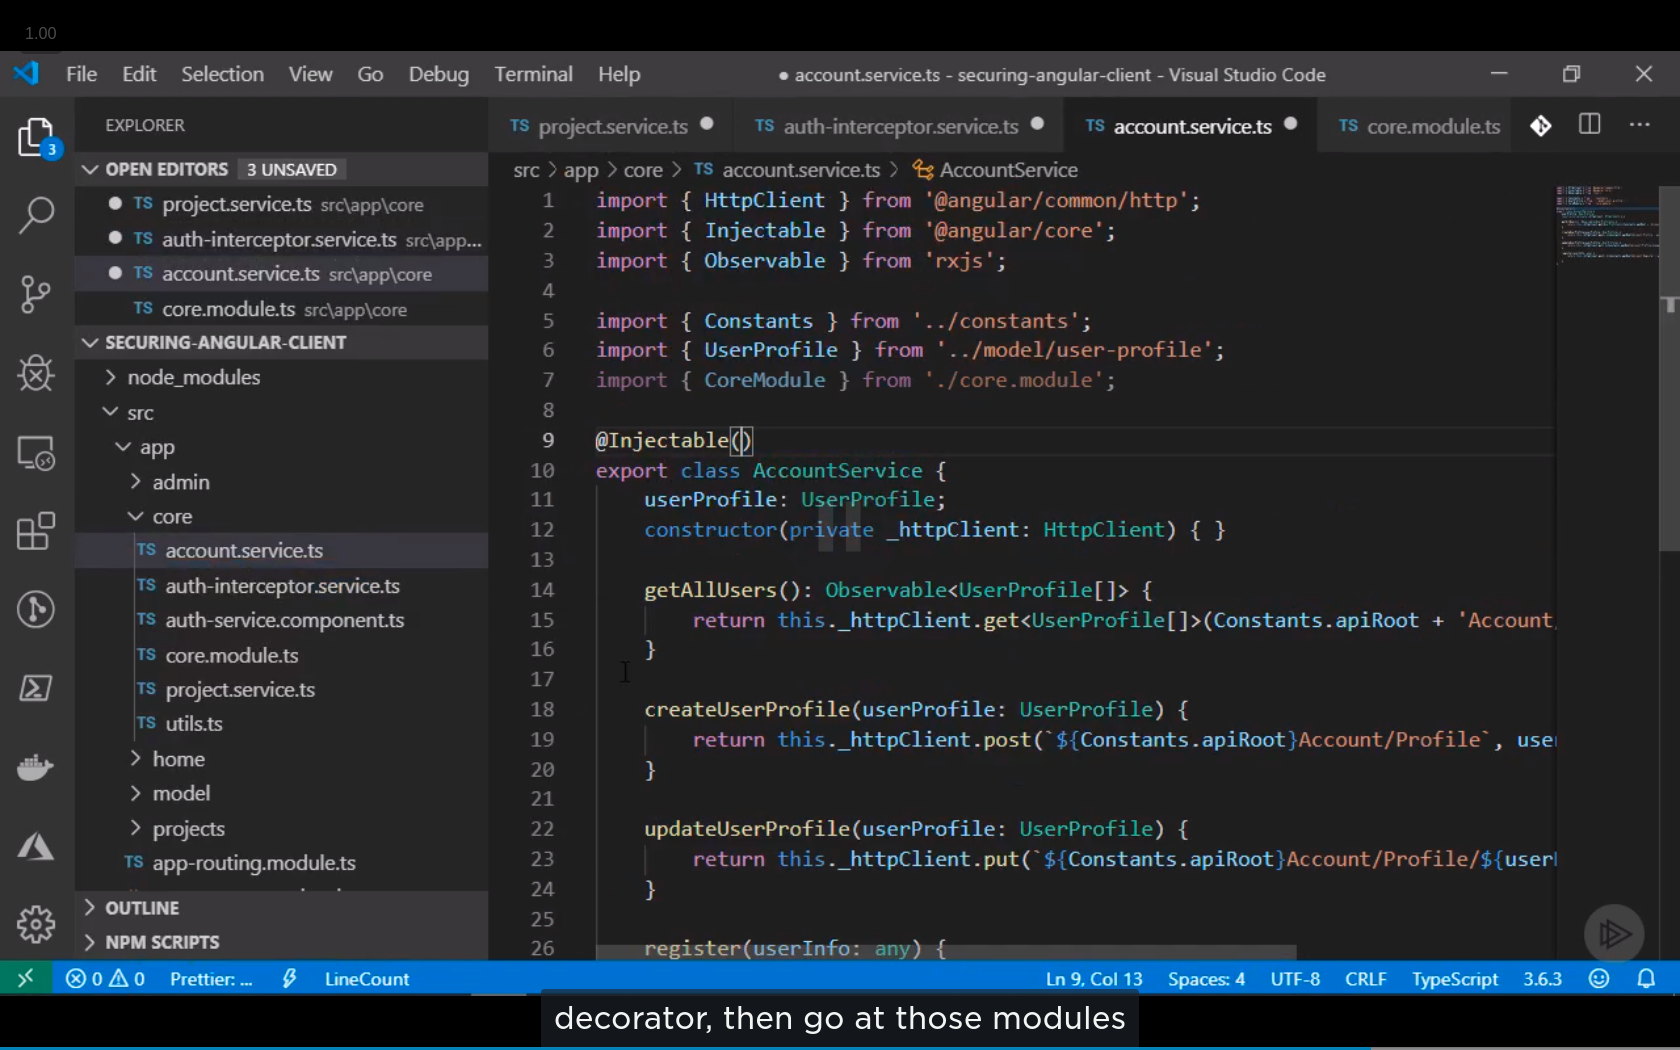 1.00
File Edit Selection View Go Debug Terminal Help
● account.service.ts - securing-angular-client - Visual Studio Code
EXPLORER
3
OPEN EDITORS 3 UNSAVED
TS project.service.ts src\app\core
TS auth-interceptor.service.ts src\app...
TS account.service.ts src\app\core
TS core.module.ts src\app\core
SECURING-ANGULAR-CLIENT
node_modules
src
app
admin
core
TS account.service.ts
TS auth-interceptor.service.ts
TS auth-service.component.ts
TS core.module.ts
TS project.service.ts
TS utils.ts
home
model
projects
TS app-routing.module.ts
OUTLINE
NPM SCRIPTS
TS project.service.ts TS auth-interceptor.service.ts TS account.service.ts TS core.module.ts ...
src > app > core > TS account.service.ts > AccountService
1 import { HttpClient } from '@angular/common/http';
2 import { Injectable } from '@angular/core';
3 import { Observable } from 'rxjs';
4
5 import { Constants } from '../constants';
6 import { UserProfile } from '../model/user-profile';
7 import { CoreModule } from './core.module';
8
9 @Injectable()
10 export class AccountService {
11 userProfile: UserProfile;
12 constructor(private _httpClient: HttpClient) { }
13
14 getAllUsers(): Observable<UserProfile[]> {
15 return this._httpClient.get<UserProfile[]>(Constants.apiRoot + 'Account
16 }
17
18 createUserProfile(userProfile: UserProfile) {
19 return this._httpClient.post(`${Constants.apiRoot}Account/Profile`, use
20 }
21
22 updateUserProfile(userProfile: UserProfile) {
23 return this._httpClient.put(`${Constants.apiRoot}Account/Profile/${user
24 }
25
26 register(userInfo: any) {
0 0 Prettier: ... LineCount
Ln 9, Col 13 Spaces: 4 UTF-8 CRLF TypeScript 3.6.3
decorator, then go at those modules